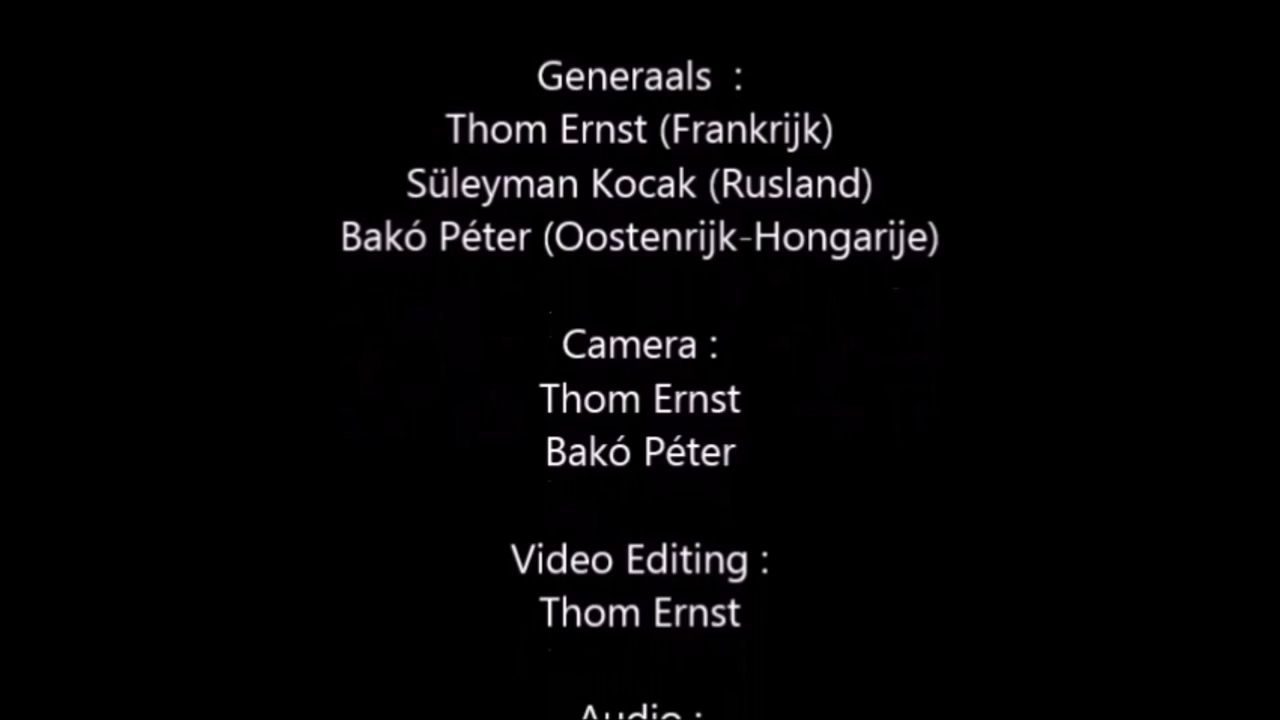 Generaals :
Thom Ernst (Frankrijk)
Süleyman Kocak (Rusland)
Bakó Péter (Oostenrijk-Hongarije)
Camera :
Thom Ernst
Bakó Péter
Video Editing :
Thom Ernst
Audio :